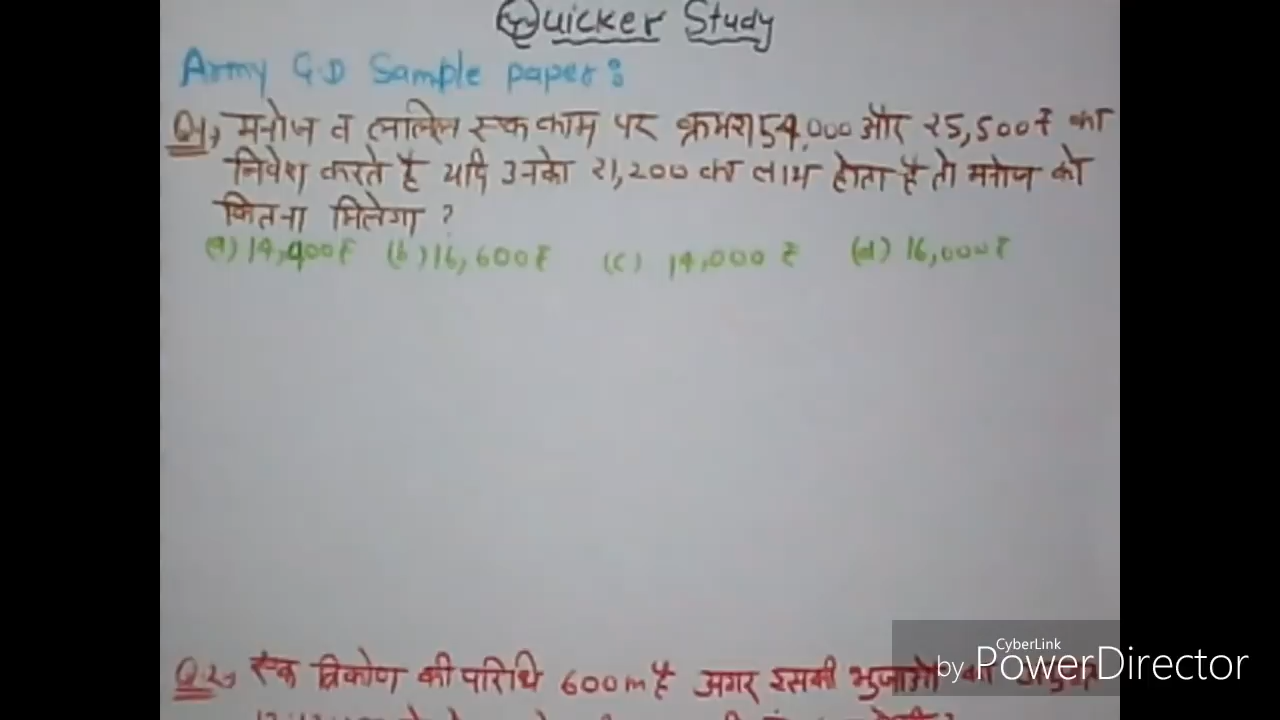 Quicker Study
Army G.D Sample paper:
Q1, मनोज व ललित एक काम पर क्रमश 54,000 और 25,500₹ का
निवेश करते है यदि उनको 21,200 का लाभ होता है तो मनोज को
कितना मिलेगा ?
(a) 14,400₹ (b) 16,600₹ (c) 14,000 ₹ (d) 16,000₹
Q2, एक त्रिकोण की परिधि 600m है अगर इसकी भुजाओ
CyberLink
by PowerDirector